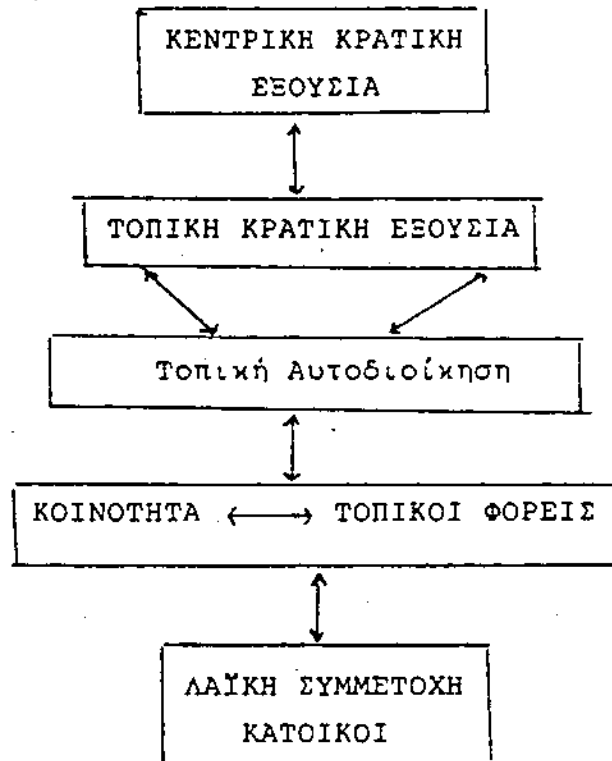 ΚΕΝΤΡΙΚΗ ΚΡΑΤΙΚΗ
ΕΞΟΥΣΙΑ
ΤΟΠΙΚΗ ΚΡΑΤΙΚΗ ΕΞΟΥΣΙΑ
Τοπική Αυτοδιοίκηση
ΚΟΙΝΟΤΗΤΑ ⟷ ΤΟΠΙΚΟΙ ΦΟΡΕΙΣ
ΛΑΪΚΗ ΣΥΜΜΕΤΟΧΗ
ΚΑΤΟΙΚΟΙ